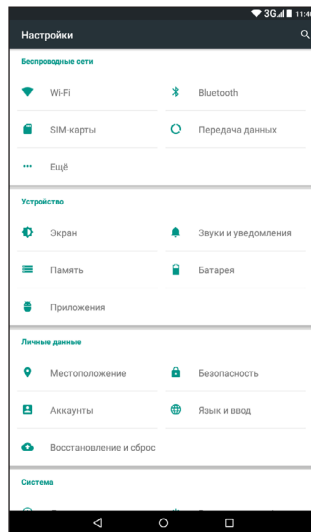 3G 11:4
Настройки
Беспроводные сети
Wi-Fi
Bluetooth
SIM-карты
Передача данных
Ещё
Устройство
Экран
Звуки и уведомления
Память
Батарея
Приложения
Личные данные
Местоположение
Безопасность
Аккаунты
Язык и ввод
Восстановление и сброс
Система